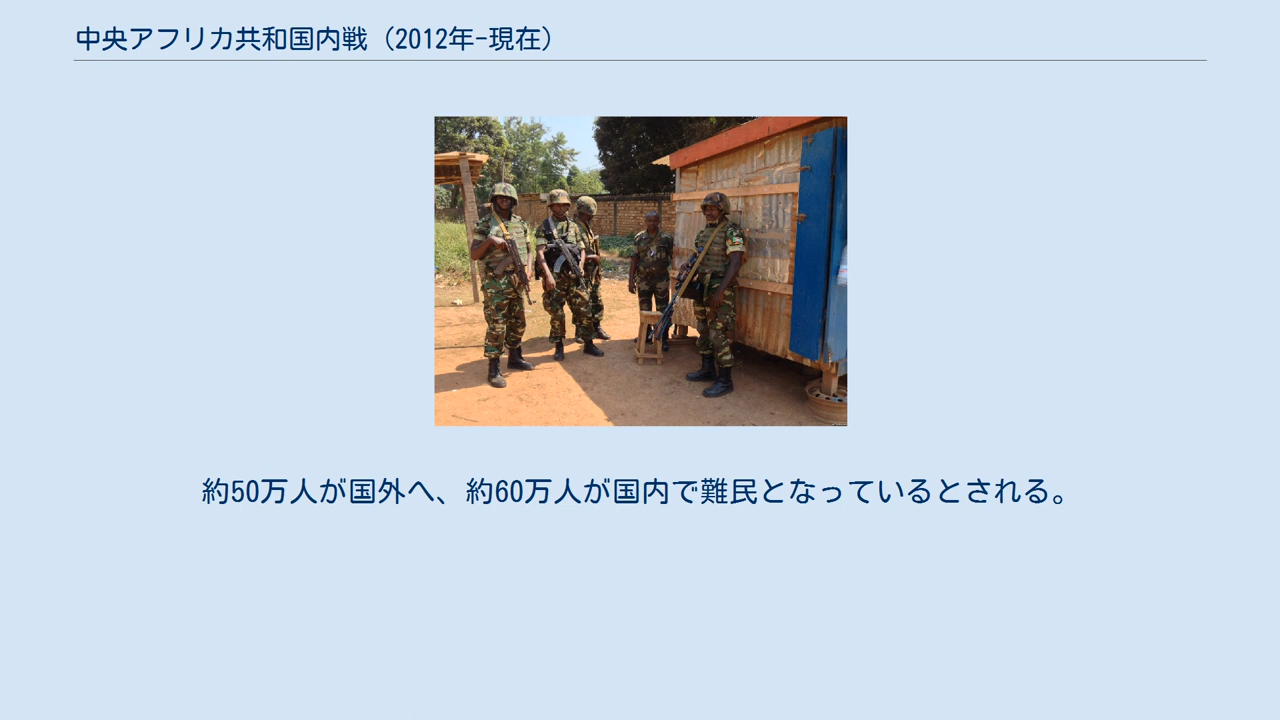 中央アフリカ共和国内戦（2012年-現在）
約50万人が国外へ、約60万人が国内で難民となっているとされる。